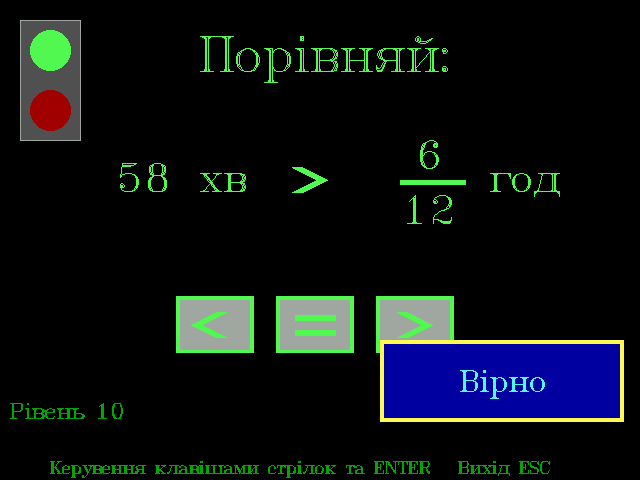 Порівняй:
58 хв > 6/12 год
< = >
Вірно
Рівень 10
Керування клавішами стрілок та ENTER Вихід ESC